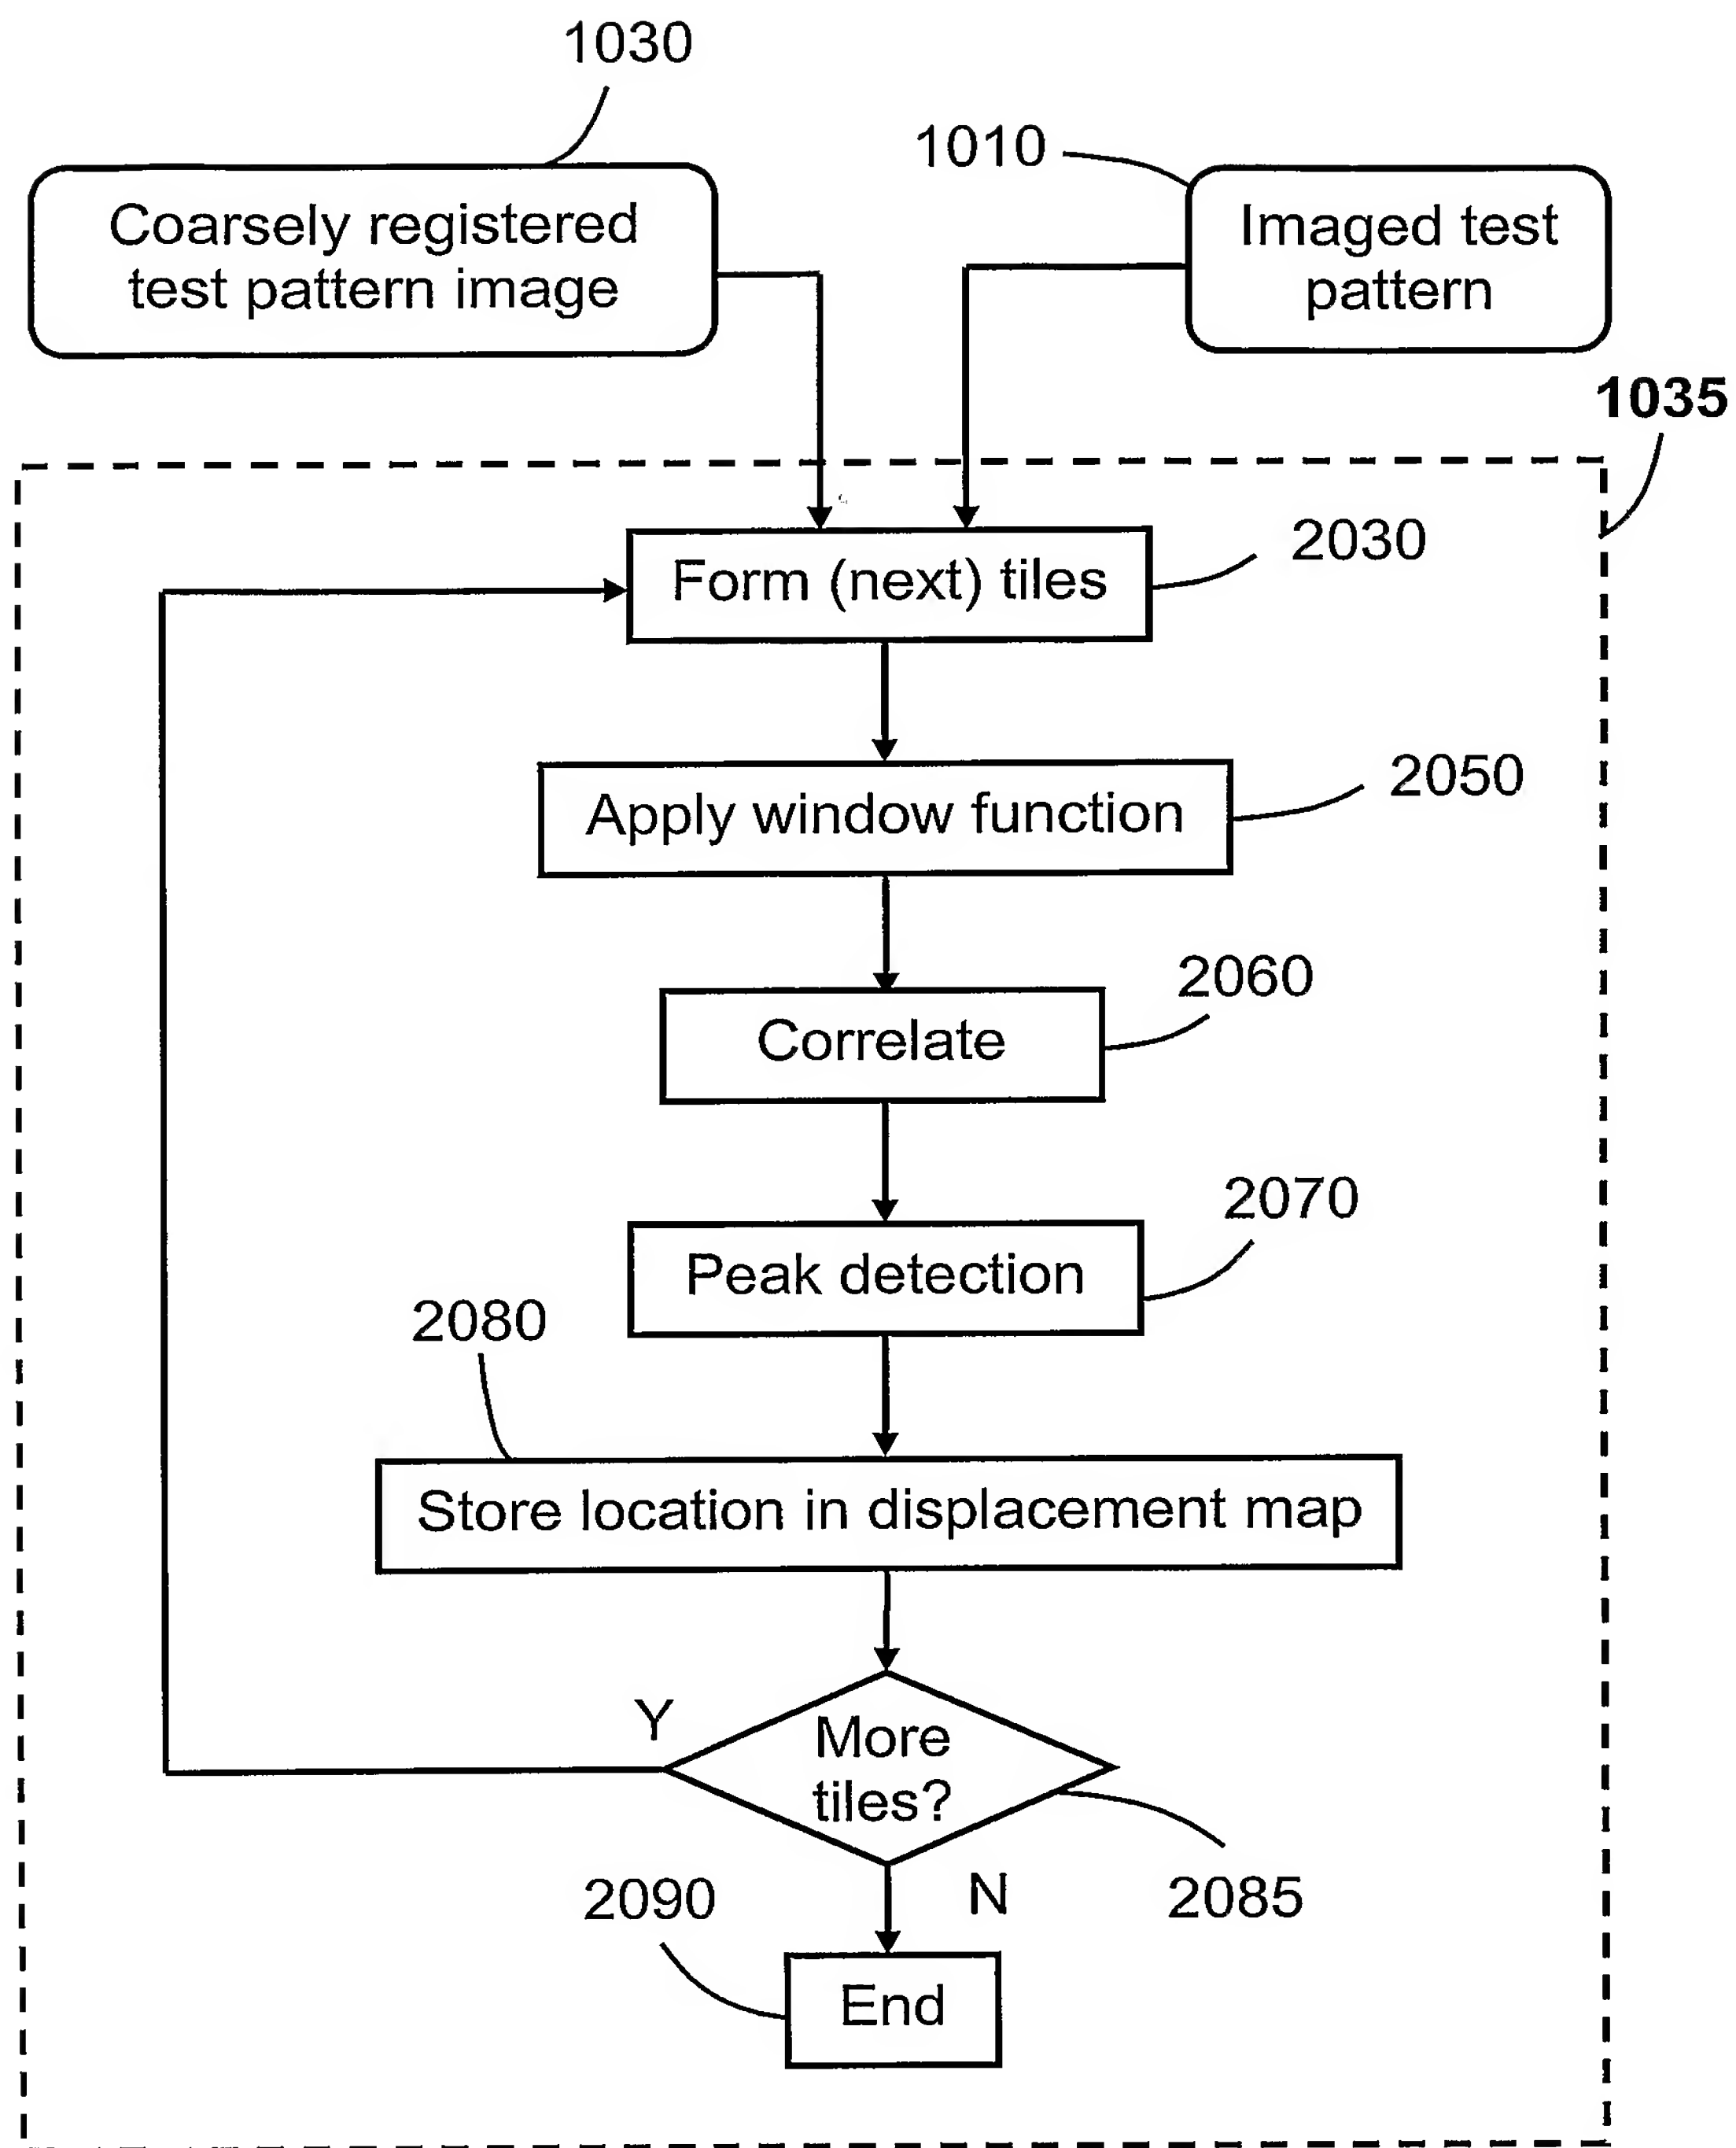 1030
1010
Coarsely registered
test pattern image
Imaged test
pattern
1035
Form (next) tiles
2030
Apply window function
2050
Correlate
2060
Peak detection
2070
2080
Store location in displacement map
Y
More
tiles?
2085
N
2090
End